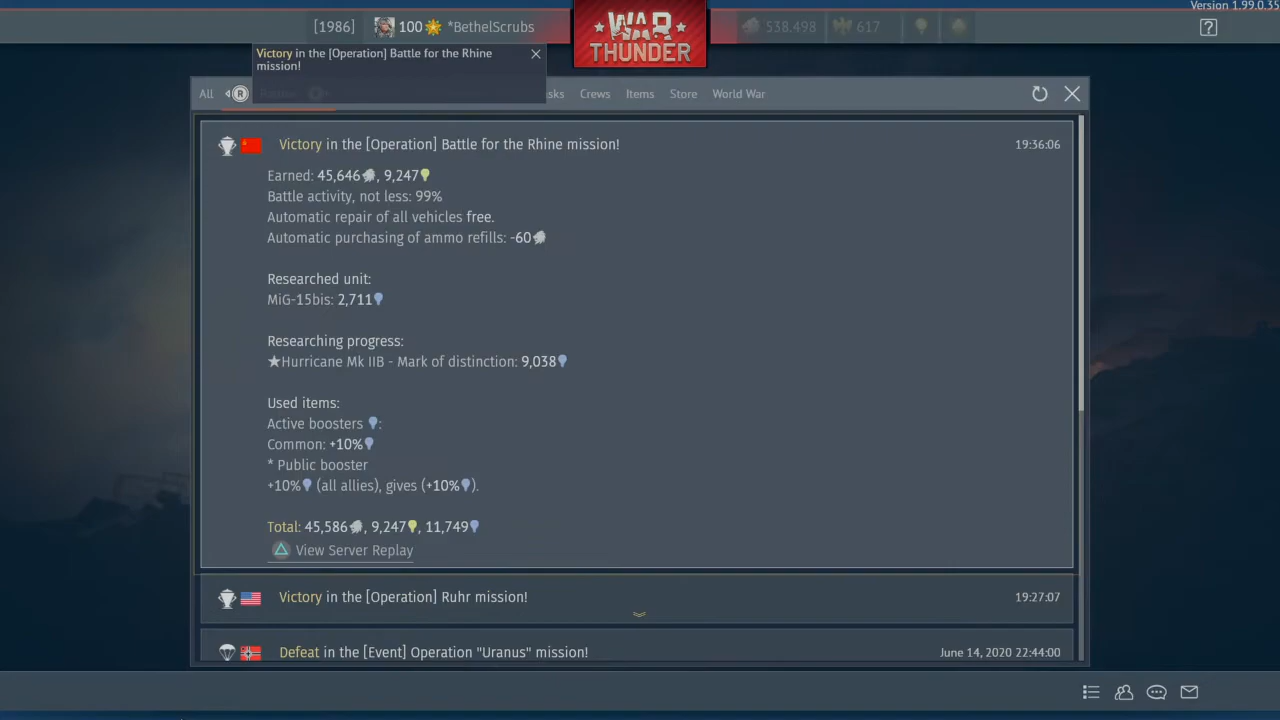 Version 1.99.0.35
[1986] 100 *BethelScrubs
WAR THUNDER
538.498 617
Victory in the [Operation] Battle for the Rhine
mission!
All R sks Crews Items Store World War
Victory in the [Operation] Battle for the Rhine mission! 19:36:06
Earned: 45,646, 9,247
Battle activity, not less: 99%
Automatic repair of all vehicles free.
Automatic purchasing of ammo refills: -60
Researched unit:
MiG-15bis: 2,711
Researching progress:
★Hurricane Mk IIB - Mark of distinction: 9,038
Used items:
Active boosters :
Common: +10%
* Public booster
+10% (all allies), gives (+10%).
Total: 45,586, 9,247, 11,749
View Server Replay
Victory in the [Operation] Ruhr mission! 19:27:07
Defeat in the [Event] Operation "Uranus" mission! June 14, 2020 22:44:00